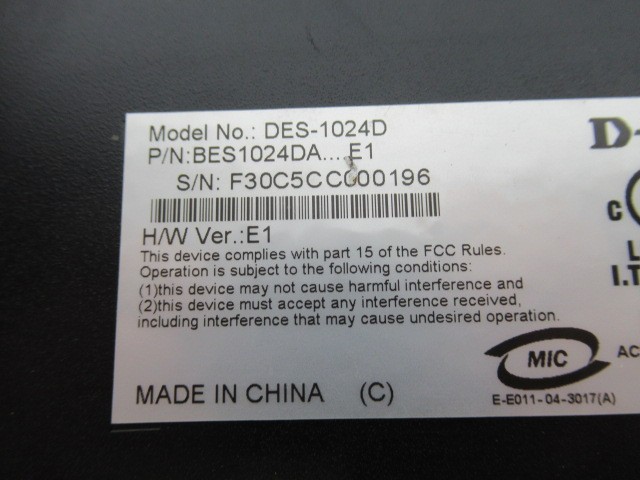 Model No.: DES-1024D
P/N:BES1024DA....E1
S/N: F30C5CC000196
H/W Ver.:E1
This device complies with part 15 of the FCC Rules.
Operation is subject to the following conditions:
(1)this device may not cause harmful interference and
(2)this device must accept any interference received,
including interference that may cause undesired operation.
MADE IN CHINA (C)
D-
C
L
I.T
MIC
AC
E-E011-04-3017(A)